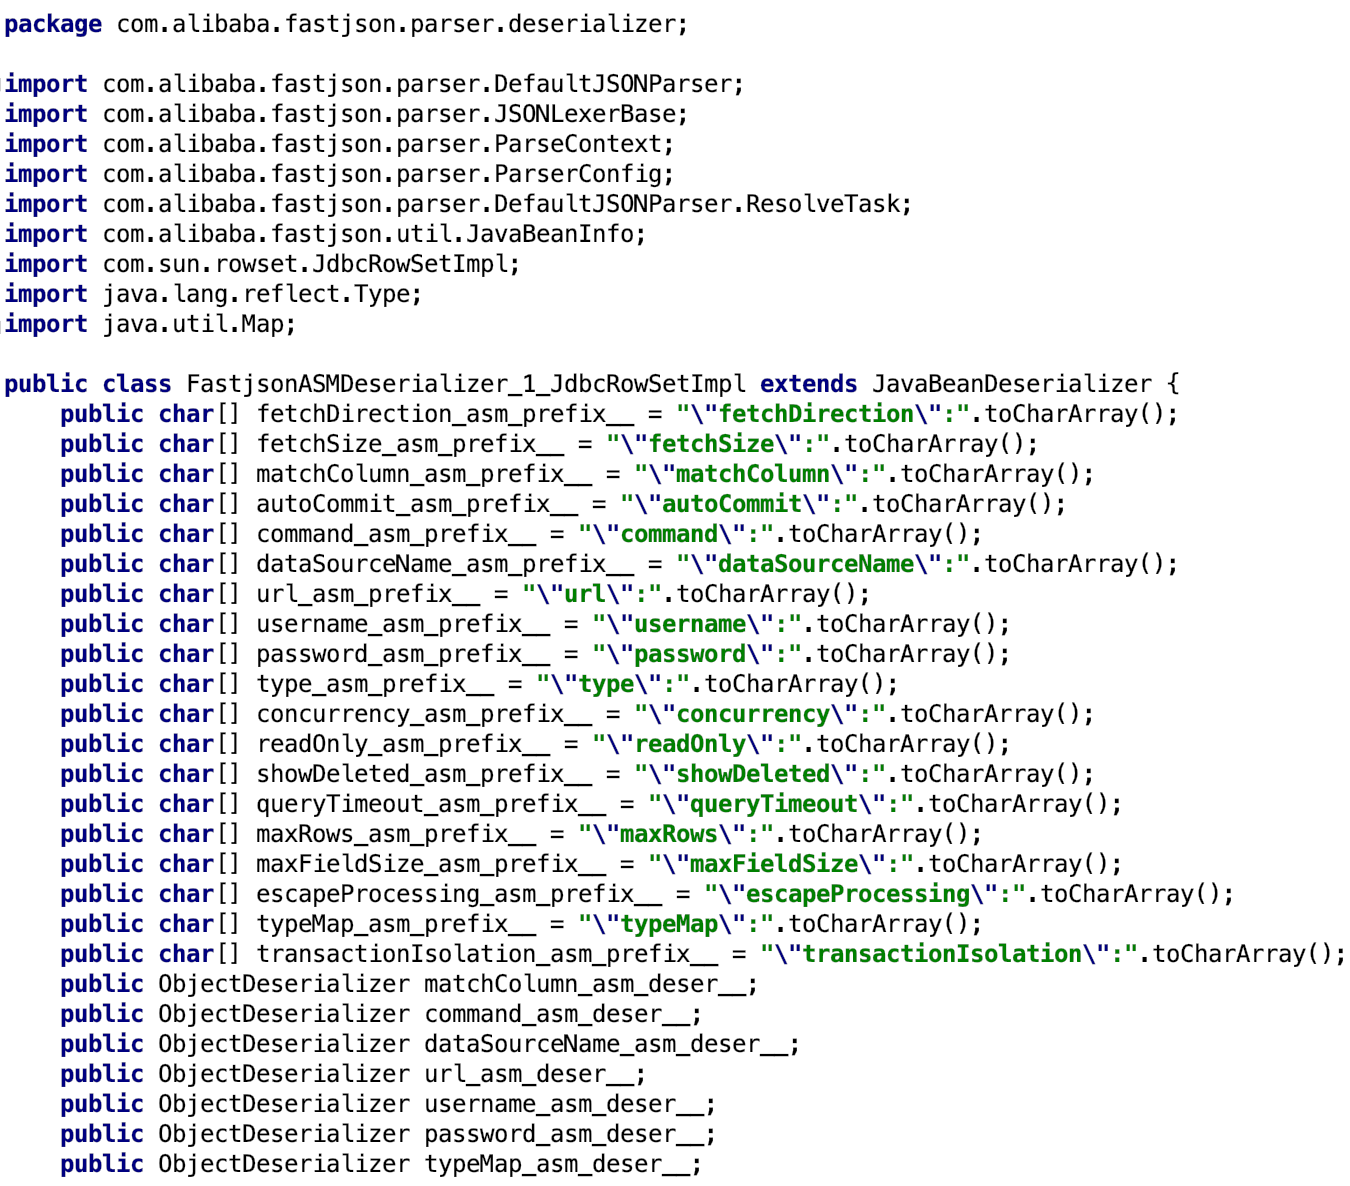 package com.alibaba.fastjson.parser.deserializer;
import com.alibaba.fastjson.parser.DefaultJSONParser;
import com.alibaba.fastjson.parser.JSONLexerBase;
import com.alibaba.fastjson.parser.ParseContext;
import com.alibaba.fastjson.parser.ParserConfig;
import com.alibaba.fastjson.parser.DefaultJSONParser.ResolveTask;
import com.alibaba.fastjson.util.JavaBeanInfo;
import com.sun.rowset.JdbcRowSetImpl;
import java.lang.reflect.Type;
import java.util.Map;
public class FastjsonASMDeserializer_1_JdbcRowSetImpl extends JavaBeanDeserializer {
public char[] fetchDirection_asm_prefix__ = "\"fetchDirection\":".toCharArray();
public char[] fetchSize_asm_prefix__ = "\"fetchSize\":".toCharArray();
public char[] matchColumn_asm_prefix__ = "\"matchColumn\":".toCharArray();
public char[] autoCommit_asm_prefix__ = "\"autoCommit\":".toCharArray();
public char[] command_asm_prefix__ = "\"command\":".toCharArray();
public char[] dataSourceName_asm_prefix__ = "\"dataSourceName\":".toCharArray();
public char[] url_asm_prefix__ = "\"url\":".toCharArray();
public char[] username_asm_prefix__ = "\"username\":".toCharArray();
public char[] password_asm_prefix__ = "\"password\":".toCharArray();
public char[] type_asm_prefix__ = "\"type\":".toCharArray();
public char[] concurrency_asm_prefix__ = "\"concurrency\":".toCharArray();
public char[] readOnly_asm_prefix__ = "\"readOnly\":".toCharArray();
public char[] showDeleted_asm_prefix__ = "\"showDeleted\":".toCharArray();
public char[] queryTimeout_asm_prefix__ = "\"queryTimeout\":".toCharArray();
public char[] maxRows_asm_prefix__ = "\"maxRows\":".toCharArray();
public char[] maxFieldSize_asm_prefix__ = "\"maxFieldSize\":".toCharArray();
public char[] escapeProcessing_asm_prefix__ = "\"escapeProcessing\":".toCharArray();
public char[] typeMap_asm_prefix__ = "\"typeMap\":".toCharArray();
public char[] transactionIsolation_asm_prefix__ = "\"transactionIsolation\":".toCharArray();
public ObjectDeserializer matchColumn_asm_deser__;
public ObjectDeserializer command_asm_deser__;
public ObjectDeserializer dataSourceName_asm_deser__;
public ObjectDeserializer url_asm_deser__;
public ObjectDeserializer username_asm_deser__;
public ObjectDeserializer password_asm_deser__;
public ObjectDeserializer typeMap_asm_deser__;